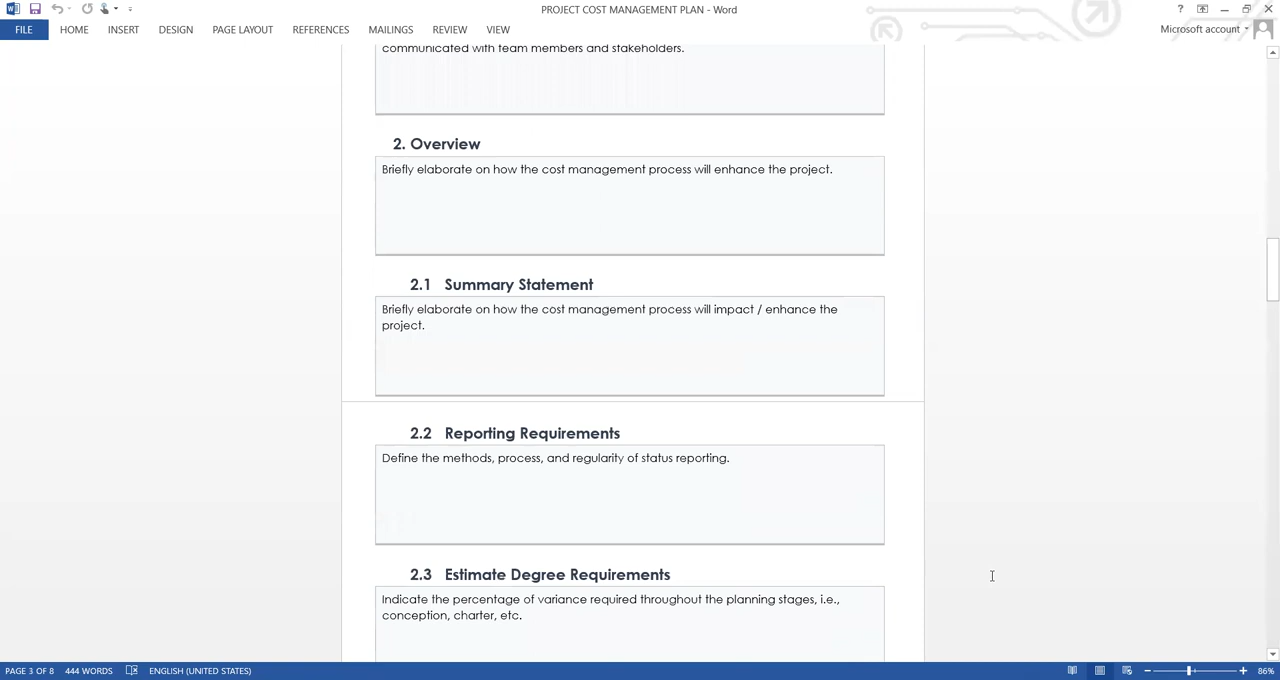 PROJECT COST MANAGEMENT PLAN - Word
?
FILE HOME INSERT DESIGN PAGE LAYOUT REFERENCES MAILINGS REVIEW VIEW Microsoft account
communicated with team members and stakeholders.
2. Overview
Briefly elaborate on how the cost management process will enhance the project.
2.1 Summary Statement
Briefly elaborate on how the cost management process will impact / enhance the
project.
2.2 Reporting Requirements
Define the methods, process, and regularity of status reporting.
2.3 Estimate Degree Requirements
Indicate the percentage of variance required throughout the planning stages, i.e.,
conception, charter, etc.
PAGE 3 OF 8 444 WORDS ENGLISH (UNITED STATES) 86%